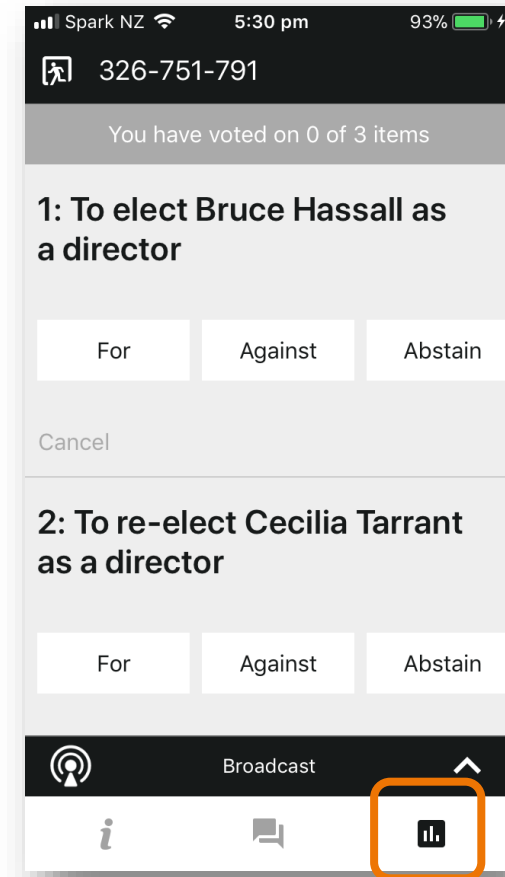 Spark NZ 5:30 pm 93%
326-751-791
You have voted on 0 of 3 items
1: To elect Bruce Hassall as
a director
For Against Abstain
Cancel
2: To re-elect Cecilia Tarrant
as a director
For Against Abstain
Broadcast
i